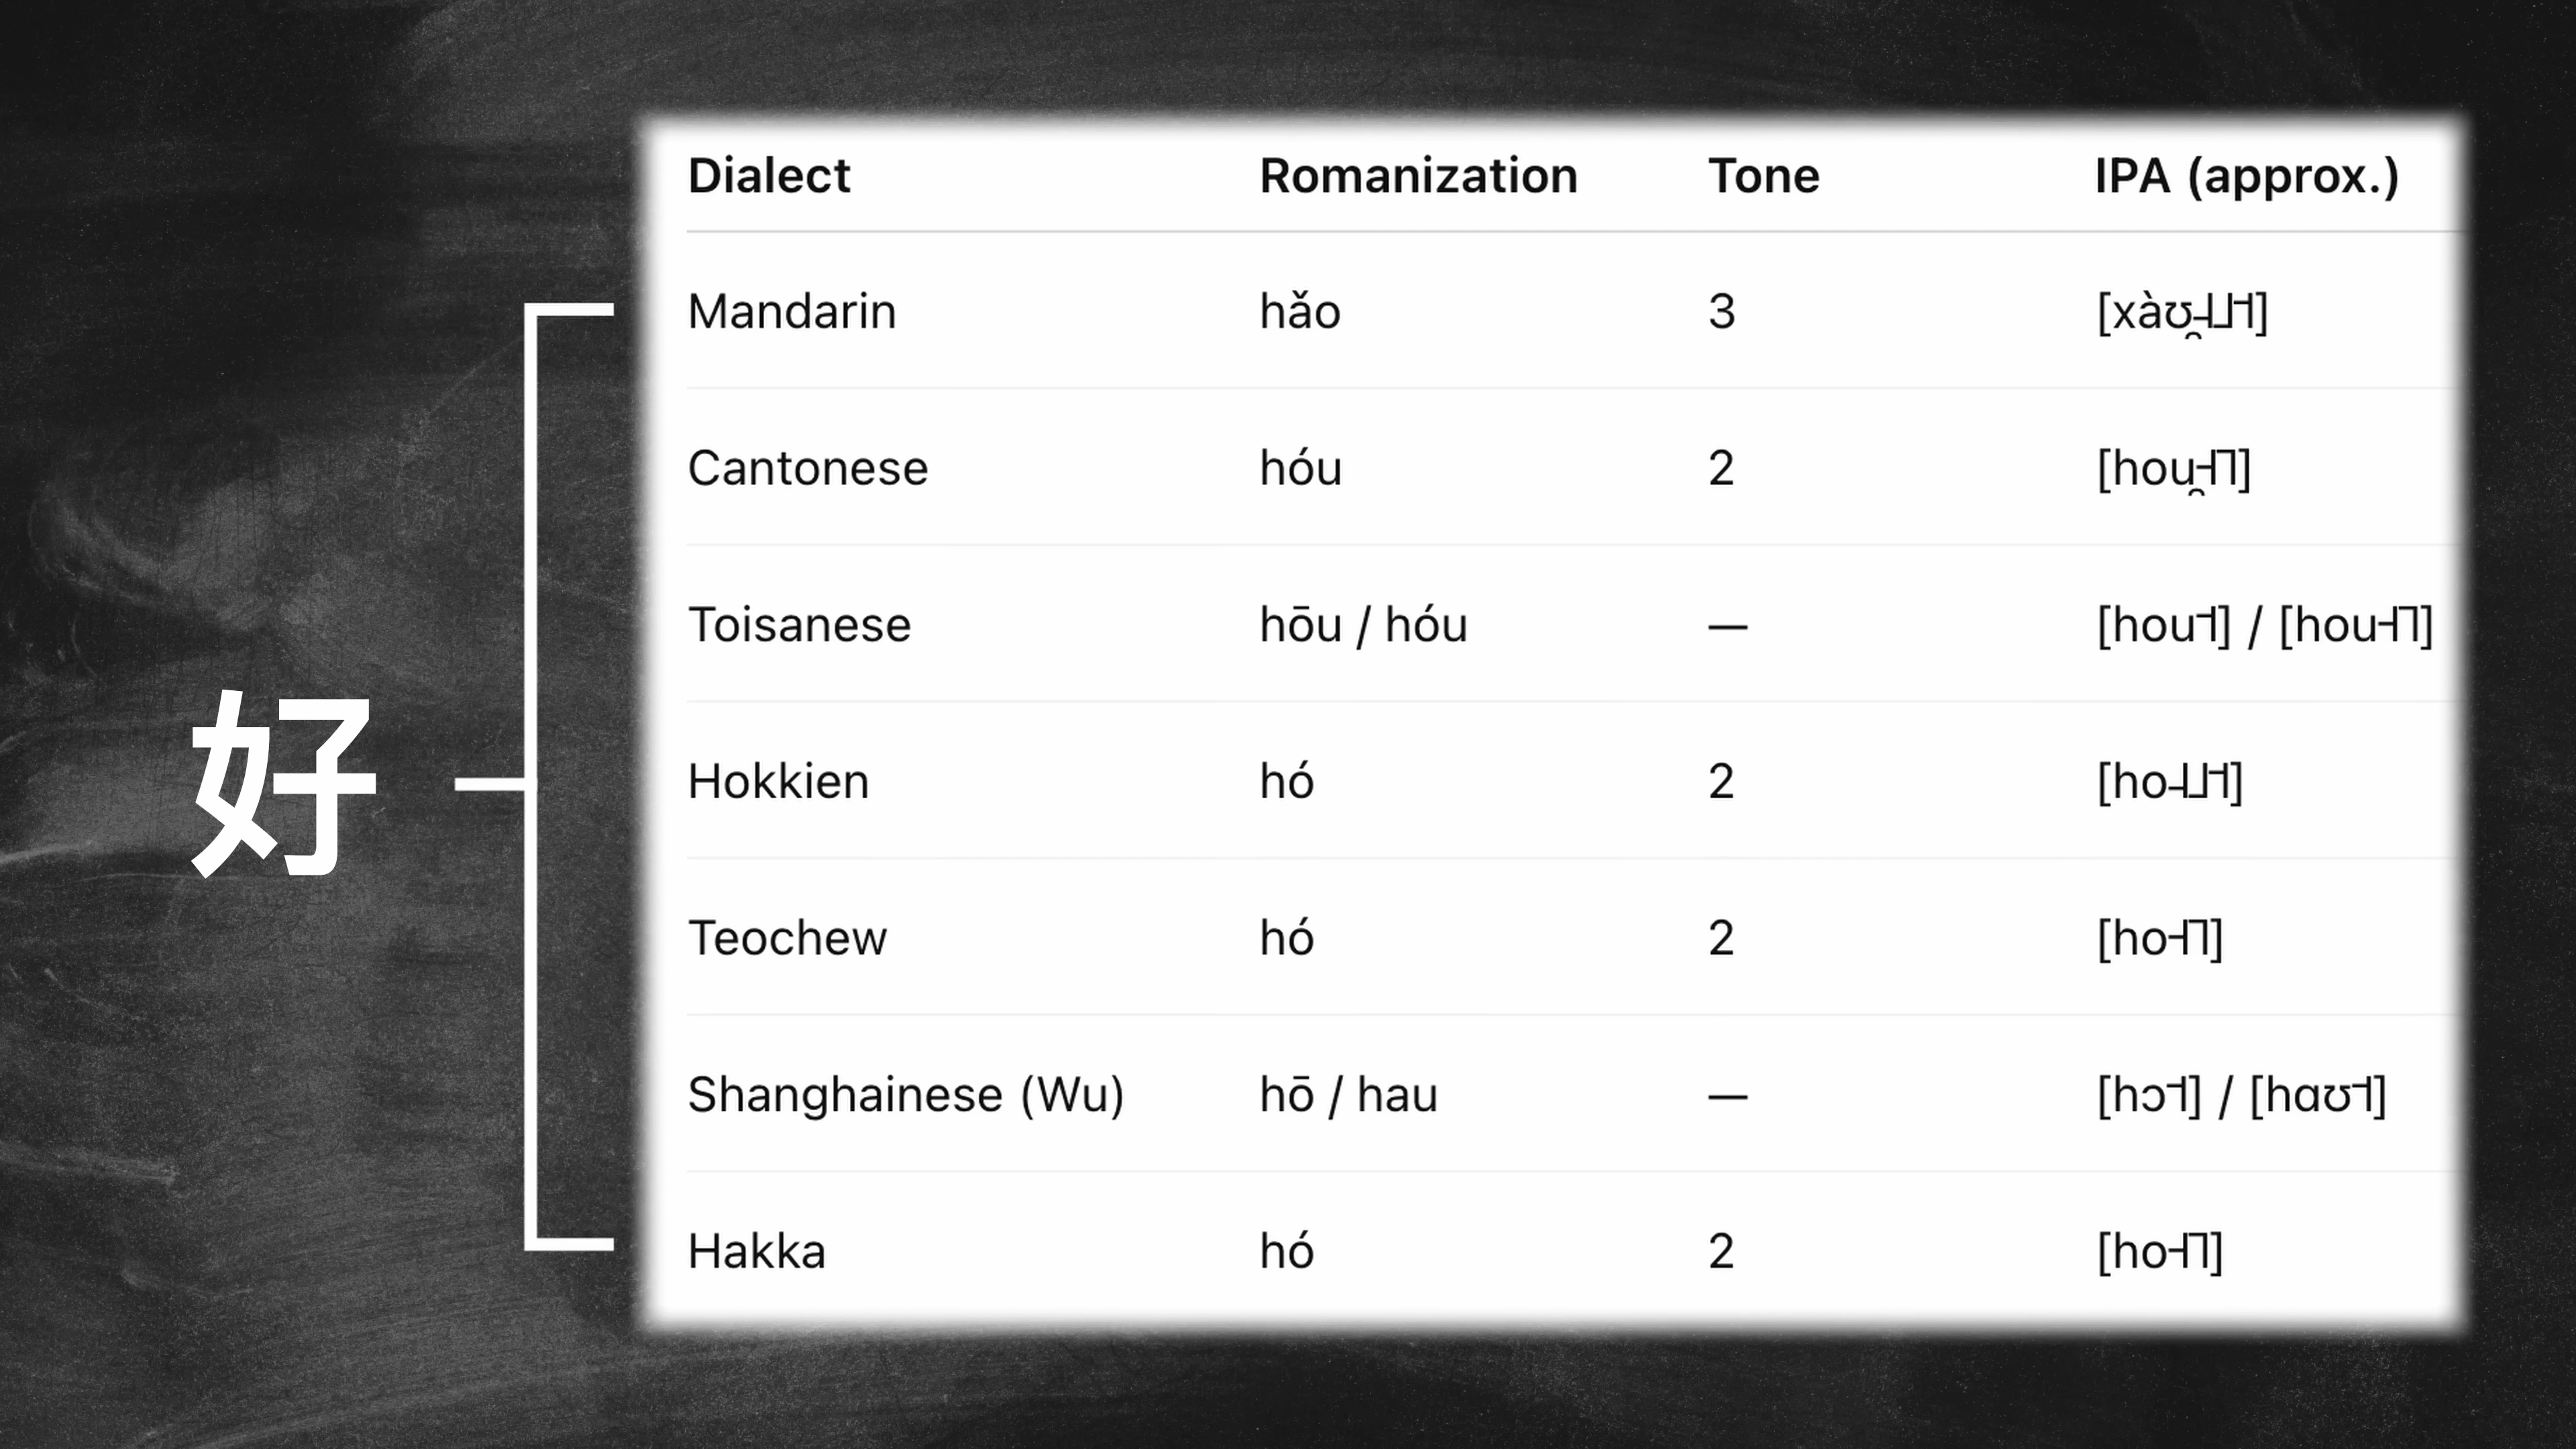 Dialect Romanization Tone IPA (approx.)
Mandarin hǎo 3 [xàʊ̯˨˩˦]
Cantonese hóu 2 [hou̯˧˥]
Toisanese hōu / hóu — [hou˦] / [hou˧˥]
好
Hokkien hó 2 [ho˨˩˦]
Teochew hó 2 [ho˧˥]
Shanghainese (Wu) hō / hau — [hɔ˦] / [hɑʊ˦]
Hakka hó 2 [ho˧˥]